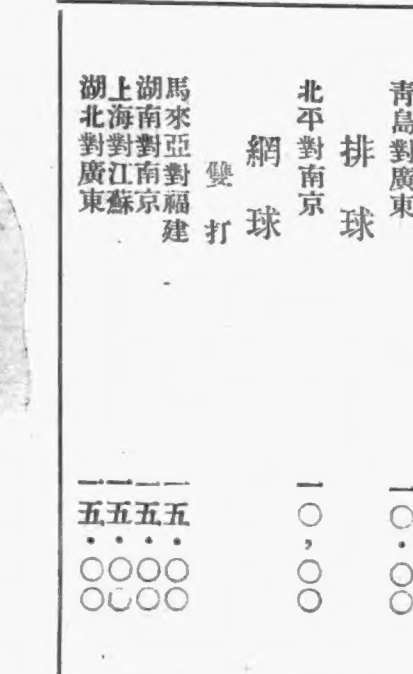 青島對廣東　一〇・〇〇
排球
北平對南京　一〇，〇〇
網球
雙打
馬來亞對福建　一五・〇〇
湖南對南京　一五・〇〇
上海對江蘇　一五・〇〇
湖北對廣東　一五・〇〇